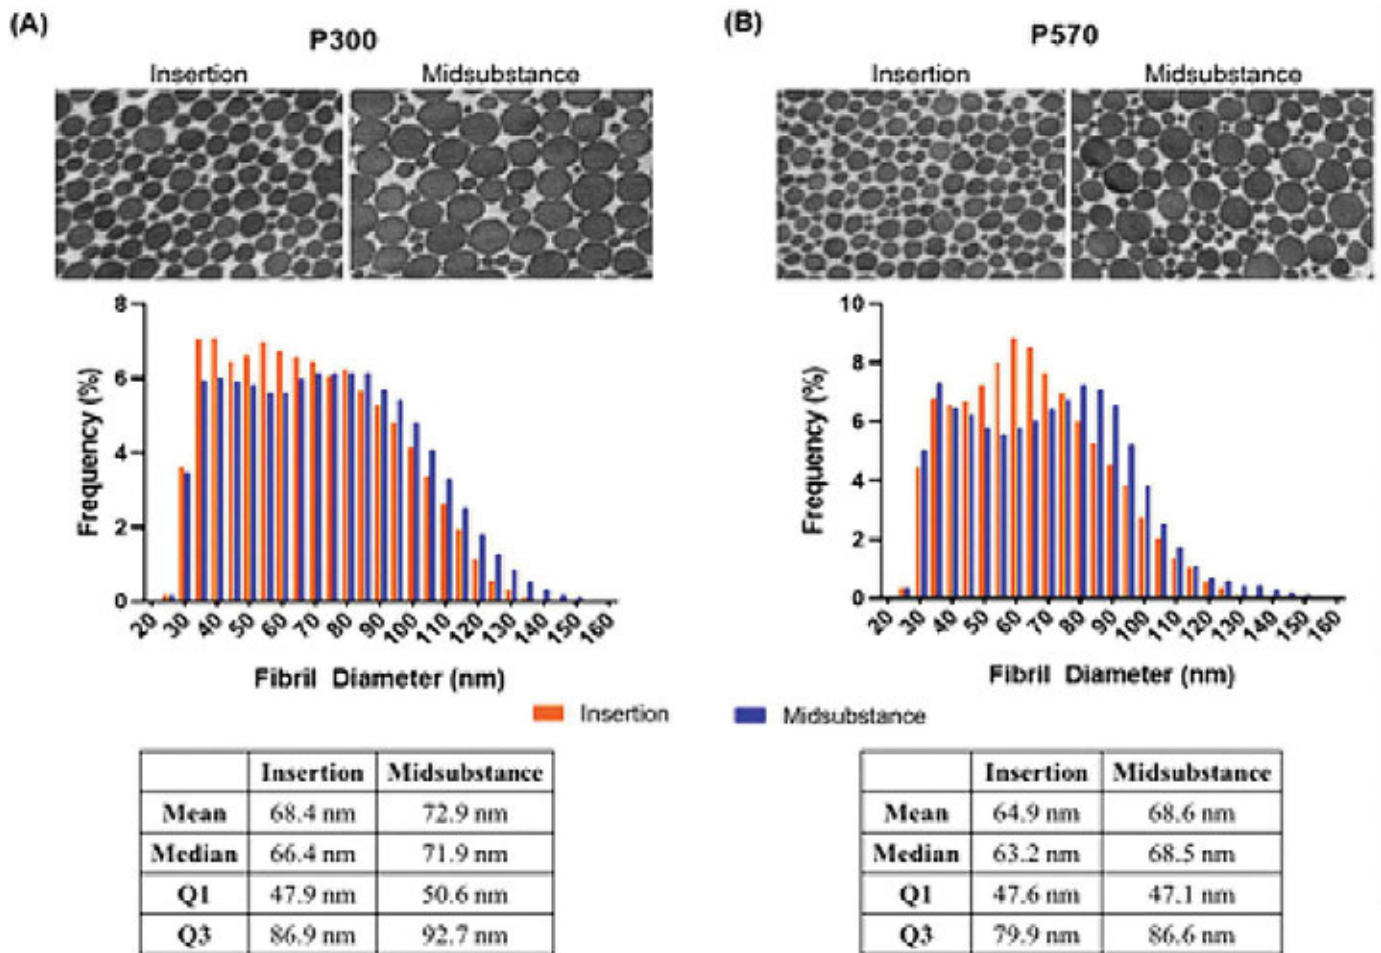 (A)
P300
Insertion Midsubstance
8
6
4
2
0
Frequency (%)
20 30 40 50 60 70 80 90 100 110 120 130 140 150 160
Fibril Diameter (nm)
(B)
P570
Insertion Midsubstance
10
8
6
4
2
0
Frequency (%)
20 30 40 50 60 70 80 90 100 110 120 130 140 150 160
Fibril Diameter (nm)
Insertion Midsubstance
Insertion Midsubstance
Mean 68.4 nm 72.9 nm
Median 66.4 nm 71.9 nm
Q1 47.9 nm 50.6 nm
Q3 86.9 nm 92.7 nm
Insertion Midsubstance
Mean 64.9 nm 68.6 nm
Median 63.2 nm 68.5 nm
Q1 47.6 nm 47.1 nm
Q3 79.9 nm 86.6 nm